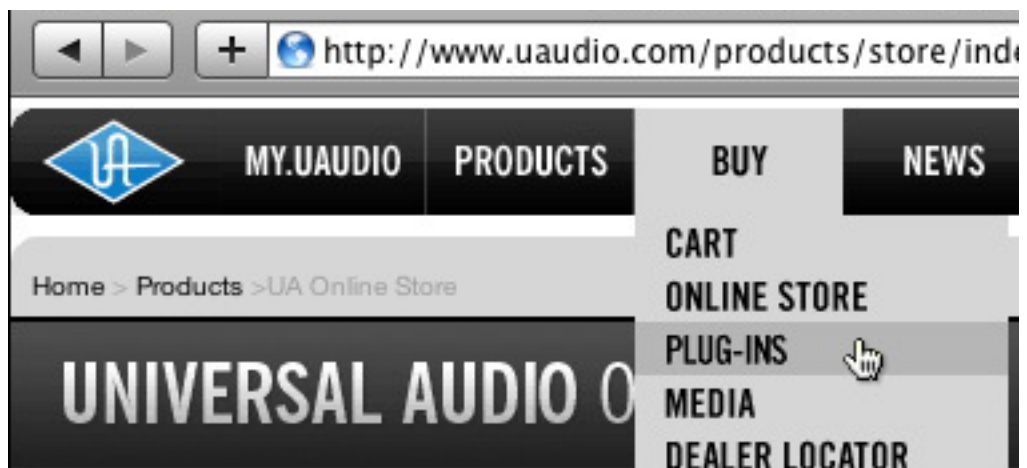 http://www.uaudio.com/products/store/inde
UA
MY.UAUDIO PRODUCTS BUY NEWS
CART
Home > Products >UA Online Store
ONLINE STORE
PLUG-INS
UNIVERSAL AUDIO O
MEDIA
DEALER LOCATOR